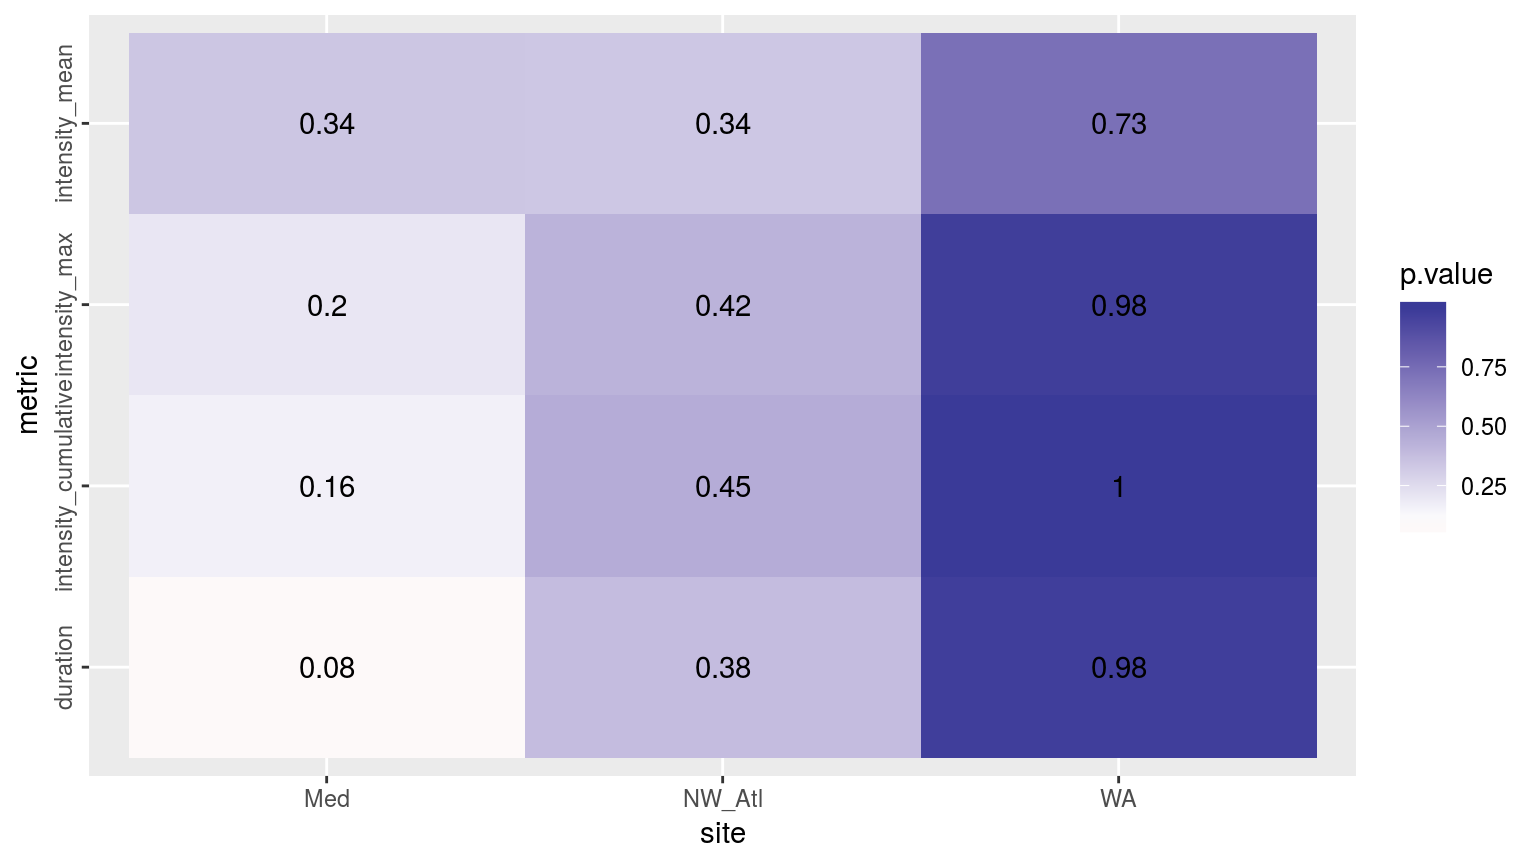 metric
intensity_mean
intensity_max
intensity_cumulative
duration
0.34 0.34 0.73
0.2 0.42 0.98
0.16 0.45 1
0.08 0.38 0.98
Med NW_Atl WA
site
p.value
0.75
0.50
0.25